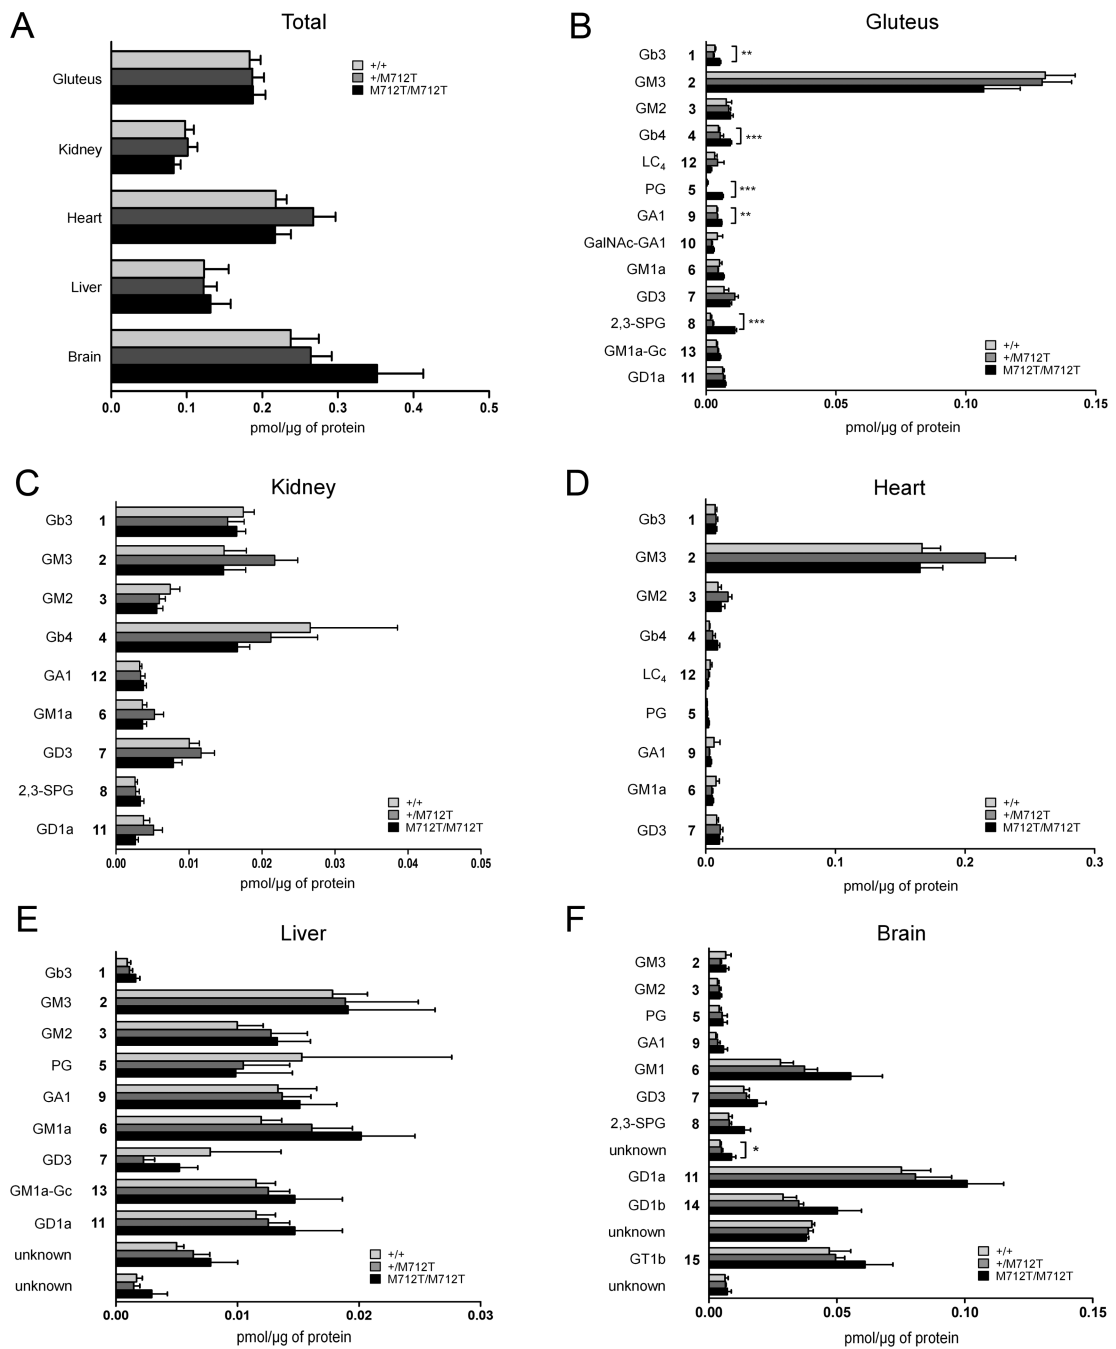 A
Total
Gluteus
Kidney
Heart
Liver
Brain
+/+
+/M712T
M712T/M712T
0.0 0.1 0.2 0.3 0.4 0.5
pmol/µg of protein
B
Gluteus
Gb3 1 **
GM3 2
GM2 3
Gb4 4 ***
LC4 12
PG 5 ***
GA1 9 **
GalNAc-GA1 10
GM1a 6
GD3 7
2,3-SPG 8 ***
GM1a-Gc 13
GD1a 11
+/+
+/M712T
M712T/M712T
0.00 0.05 0.10 0.15
pmol/µg of protein
C
Kidney
Gb3 1
GM3 2
GM2 3
Gb4 4
GA1 12
GM1a 6
GD3 7
2,3-SPG 8
GD1a 11
+/+
+/M712T
M712T/M712T
0.00 0.01 0.02 0.03 0.04 0.05
pmol/µg of protein
D
Heart
Gb3 1
GM3 2
GM2 3
Gb4 4
LC4 12
PG 5
GA1 9
GM1a 6
GD3 7
+/+
+/M712T
M712T/M712T
0.0 0.1 0.2 0.3
pmol/µg of protein
E
Liver
Gb3 1
GM3 2
GM2 3
PG 5
GA1 9
GM1a 6
GD3 7
GM1a-Gc 13
GD1a 11
unknown
unknown
+/+
+/M712T
M712T/M712T
0.00 0.01 0.02 0.03
pmol/µg of protein
F
Brain
GM3 2
GM2 3
PG 5
GA1 9
GM1 6
GD3 7
2,3-SPG 8
unknown *
GD1a 11
GD1b 14
unknown
GT1b 15
unknown
+/+
+/M712T
M712T/M712T
0.00 0.05 0.10 0.15
pmol/µg of protein